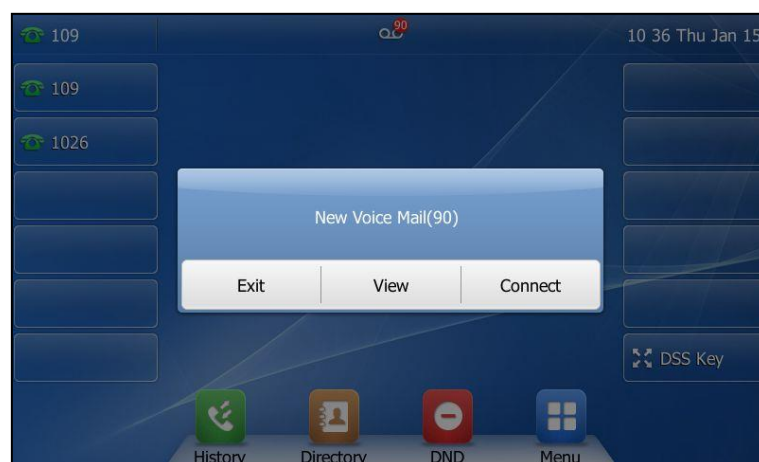 109
90
10 36 Thu Jan 15
109
1026
New Voice Mail(90)
Exit View Connect
DSS Key
History Directory DND Menu